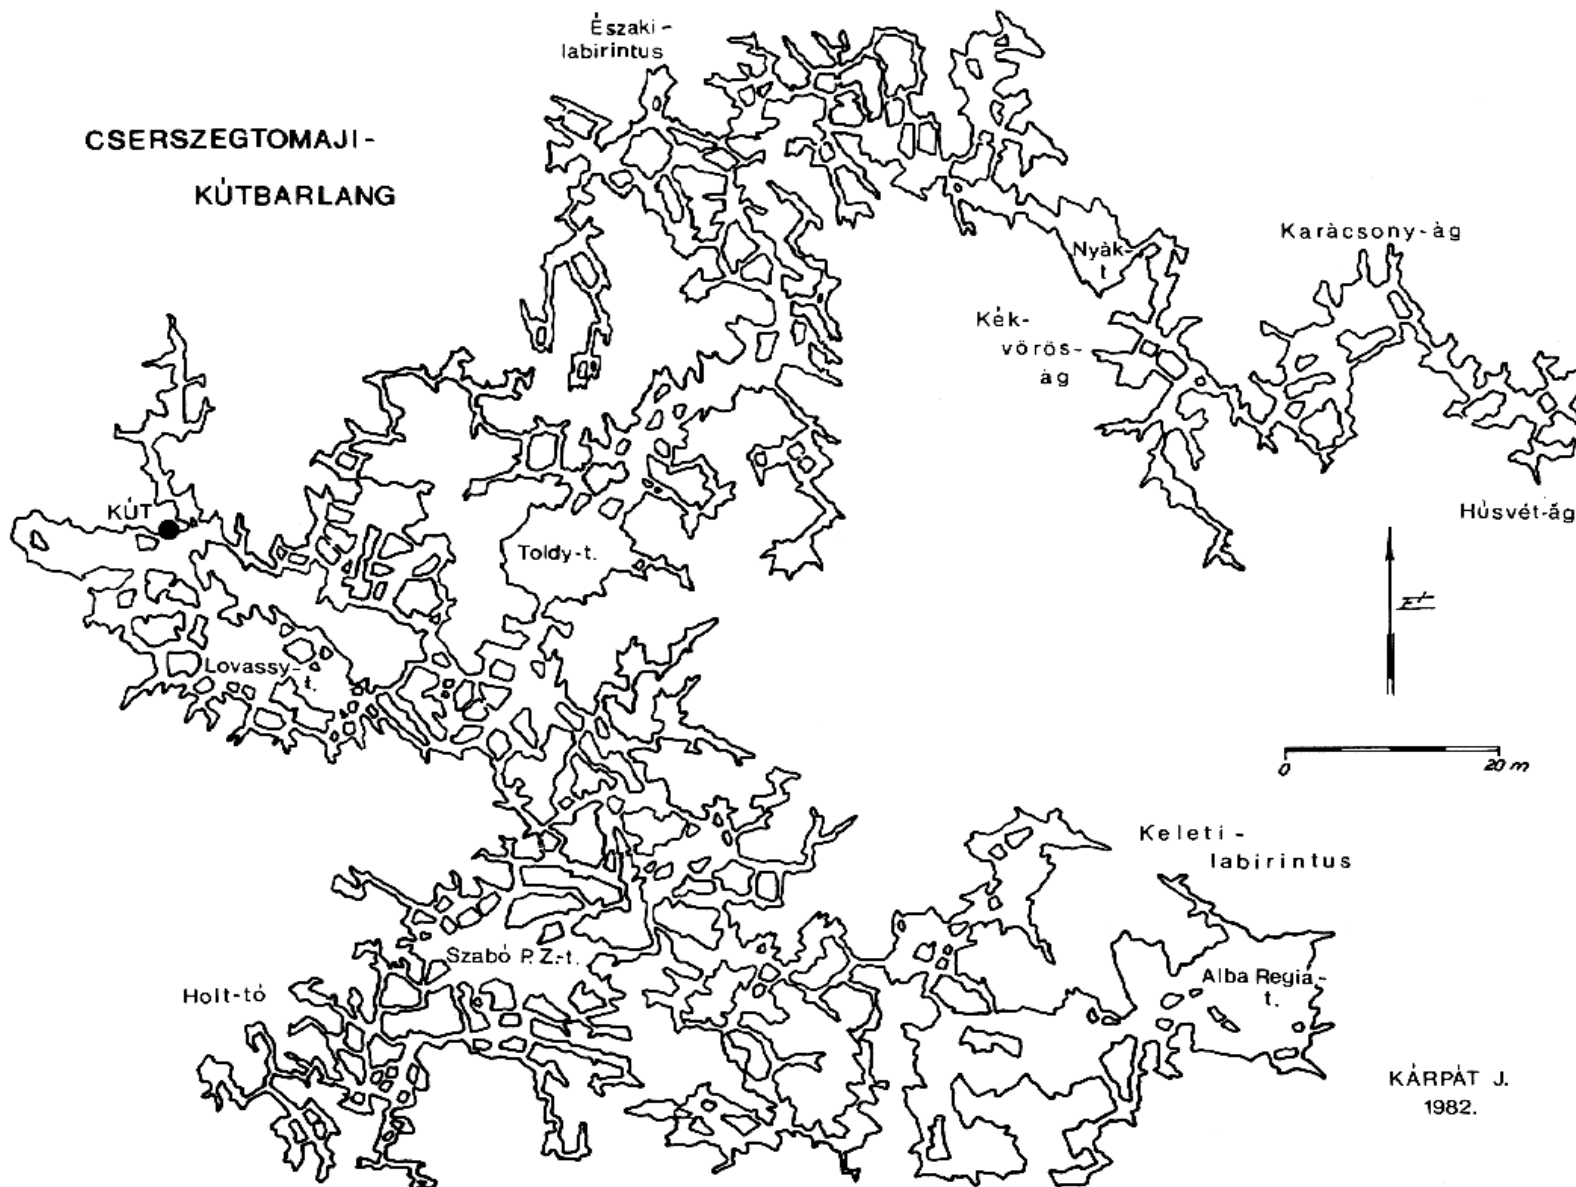 Északi-
labirintus
CSERSZEGTOMAJI-
KÚTBARLANG
Nyák-
t
Karácsony-ág
Kék-
vörös-
ág
KÚT
Toldy-t.
Húsvét-ág
É
Lovassy-
t.
0 20 m
Keleti-
labirintus
Szabó P. Z.-t.
Alba Regia-
t.
Holt-tó
KÁRPÁT J.
1982.